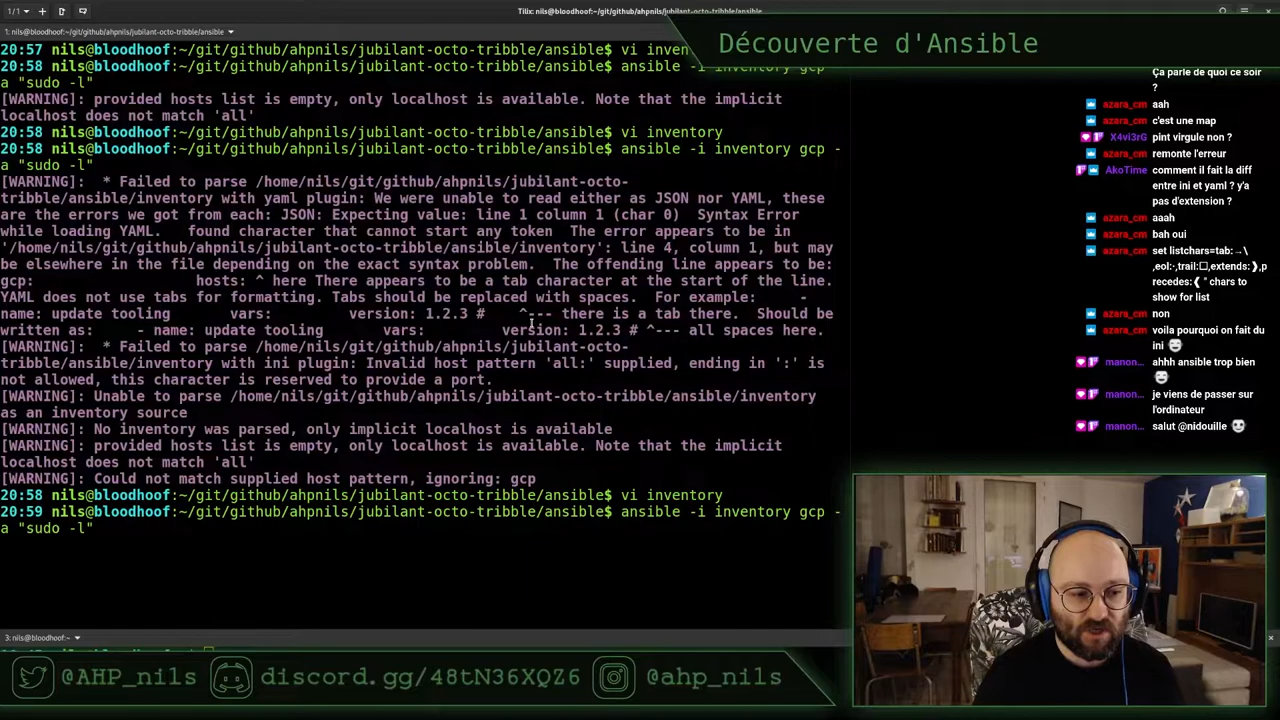 1/1
Tilix: nils@bloodhoof:~/git/github/ahpnils/jubilant-octo-tribble/ansible
1: nils@bloodhoof:~/git/github/ahpnils/jubilant-octo-tribble/ansible
Découverte d'Ansible
20:57 nils@bloodhoof:~/git/github/ahpnils/jubilant-octo-tribble/ansible$ vi inven
20:58 nils@bloodhoof:~/git/github/ahpnils/jubilant-octo-tribble/ansible$ ansible -i inventory gcp
a "sudo -l"
[WARNING]: provided hosts list is empty, only localhost is available. Note that the implicit
localhost does not match 'all'
20:58 nils@bloodhoof:~/git/github/ahpnils/jubilant-octo-tribble/ansible$ vi inventory
20:58 nils@bloodhoof:~/git/github/ahpnils/jubilant-octo-tribble/ansible$ ansible -i inventory gcp -
a "sudo -l"
[WARNING]:  * Failed to parse /home/nils/git/github/ahpnils/jubilant-octo-
tribble/ansible/inventory with yaml plugin: We were unable to read either as JSON nor YAML, these
are the errors we got from each: JSON: Expecting value: line 1 column 1 (char 0)  Syntax Error
while loading YAML.   found character that cannot start any token  The error appears to be in
'/home/nils/git/github/ahpnils/jubilant-octo-tribble/ansible/inventory': line 4, column 1, but may
be elsewhere in the file depending on the exact syntax problem.  The offending line appears to be:
gcp:                 hosts: ^ here There appears to be a tab character at the start of the line.
YAML does not use tabs for formatting. Tabs should be replaced with spaces.  For example:     -
name: update tooling       vars:         version: 1.2.3 #    ^--- there is a tab there.  Should be
written as:     - name: update tooling       vars:         version: 1.2.3 # ^--- all spaces here.
[WARNING]:  * Failed to parse /home/nils/git/github/ahpnils/jubilant-octo-
tribble/ansible/inventory with ini plugin: Invalid host pattern 'all:' supplied, ending in ':' is
not allowed, this character is reserved to provide a port.
[WARNING]: Unable to parse /home/nils/git/github/ahpnils/jubilant-octo-tribble/ansible/inventory
as an inventory source
[WARNING]: No inventory was parsed, only implicit localhost is available
[WARNING]: provided hosts list is empty, only localhost is available. Note that the implicit
localhost does not match 'all'
[WARNING]: Could not match supplied host pattern, ignoring: gcp
20:58 nils@bloodhoof:~/git/github/ahpnils/jubilant-octo-tribble/ansible$ vi inventory
20:59 nils@bloodhoof:~/git/github/ahpnils/jubilant-octo-tribble/ansible$ ansible -i inventory gcp -
a "sudo -l"
3: nils@bloodhoof:~
Ça parle de quoi ce soir
?
azara_cm aah
azara_cm c'est une map
X4vi3rG pint virgule non ?
azara_cm remonte l'erreur
AkoTime comment il fait la diff
entre ini et yaml ? y'a
pas d'extension ?
azara_cm aaah
azara_cm bah oui
azara_cm set listchars=tab:→\
,eol:·,trail:□,extends:❯,p
recedes:❮ " chars to
show for list
azara_cm non
azara_cm voila pourquoi on fait du
ini
manon... ahhh ansible trop bien
manon... je viens de passer sur
l'ordinateur
manon... salut @nidouille
@AHP_nils
discord.gg/48tN36XQZ6
@ahp_nils